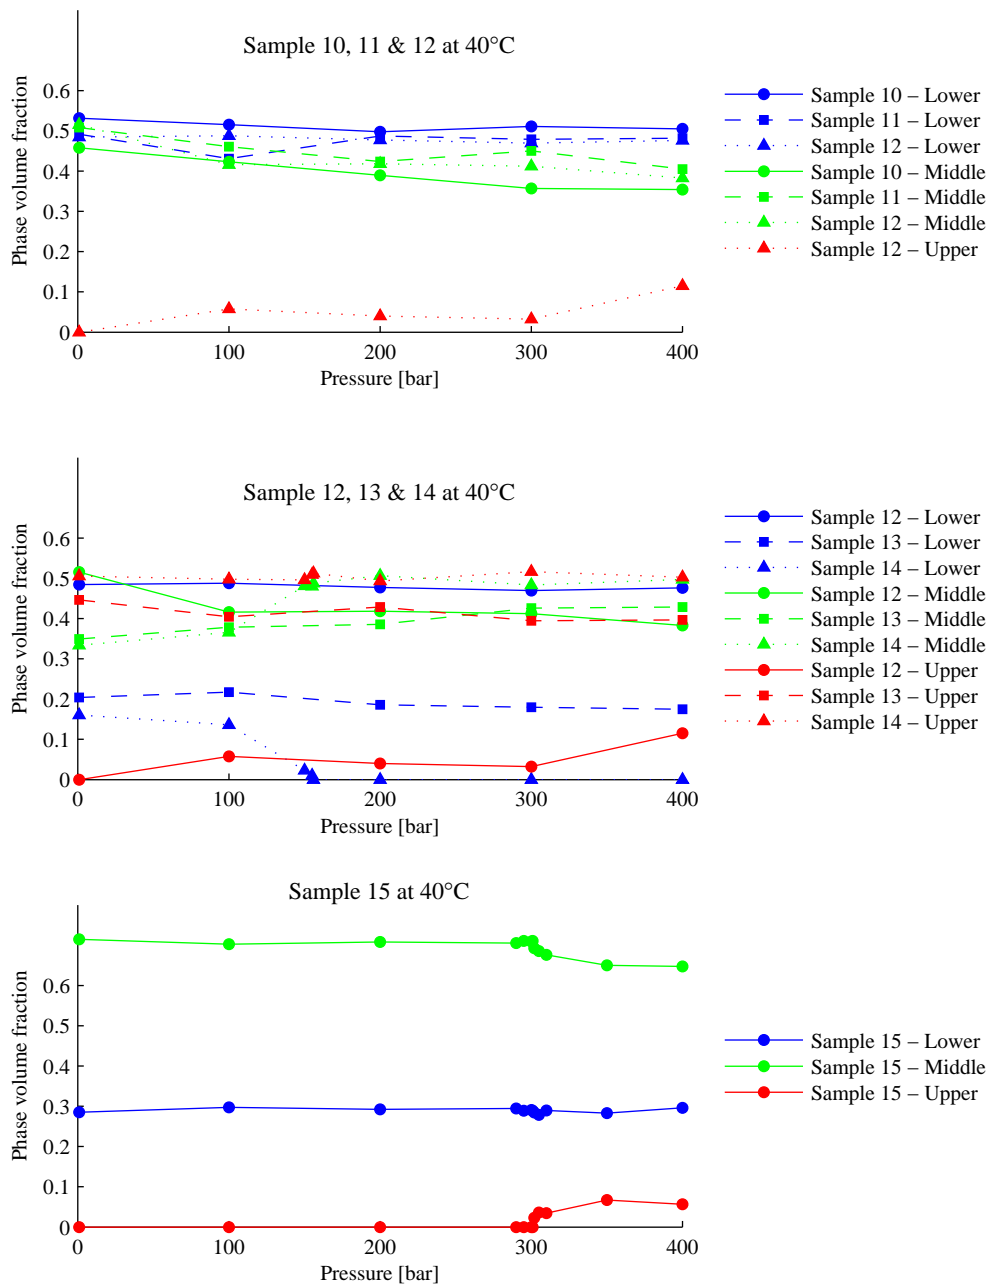 Sample 10, 11 & 12 at 40°C
Phase volume fraction
0.6
0.5
0.4
0.3
0.2
0.1
0
0 100 200 300 400
Pressure [bar]
Sample 10 – Lower
Sample 11 – Lower
Sample 12 – Lower
Sample 10 – Middle
Sample 11 – Middle
Sample 12 – Middle
Sample 12 – Upper
Sample 12, 13 & 14 at 40°C
Phase volume fraction
0.6
0.5
0.4
0.3
0.2
0.1
0
0 100 200 300 400
Pressure [bar]
Sample 12 – Lower
Sample 13 – Lower
Sample 14 – Lower
Sample 12 – Middle
Sample 13 – Middle
Sample 14 – Middle
Sample 12 – Upper
Sample 13 – Upper
Sample 14 – Upper
Sample 15 at 40°C
Phase volume fraction
0.6
0.5
0.4
0.3
0.2
0.1
0
0 100 200 300 400
Pressure [bar]
Sample 15 – Lower
Sample 15 – Middle
Sample 15 – Upper